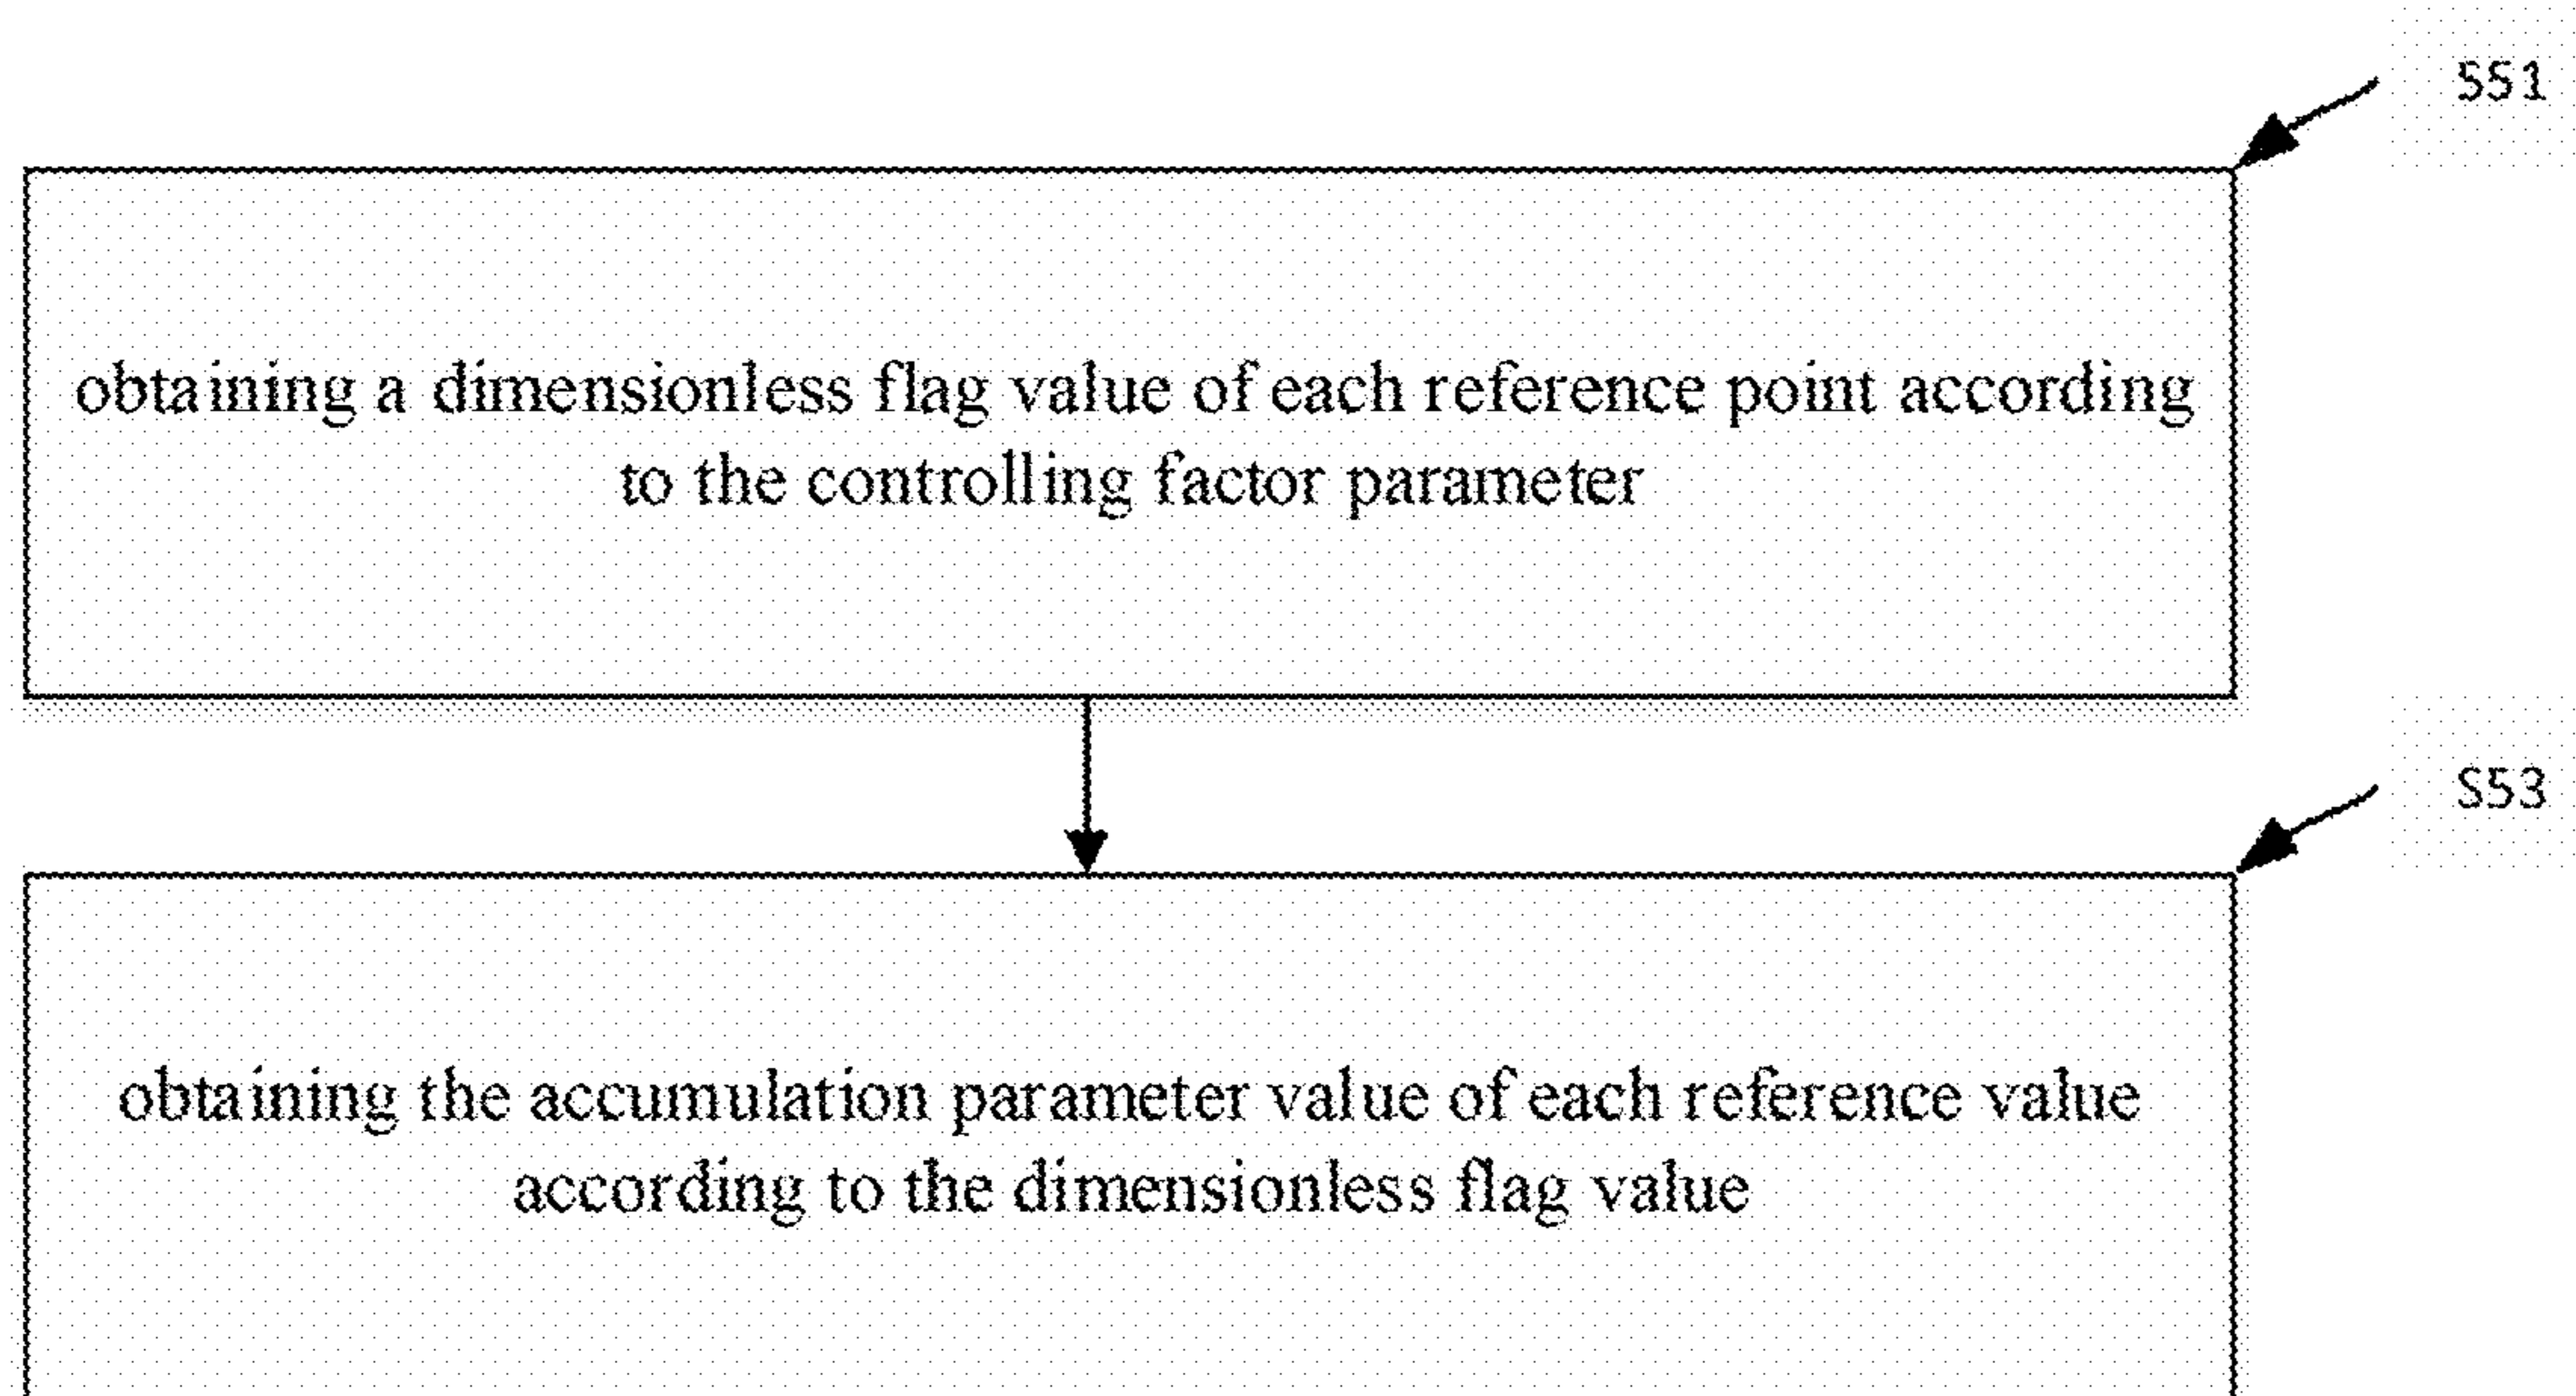 S51
obtaining a dimensionless flag value of each reference point according
to the controlling factor parameter
S53
obtaining the accumulation parameter value of each reference value
according to the dimensionless flag value